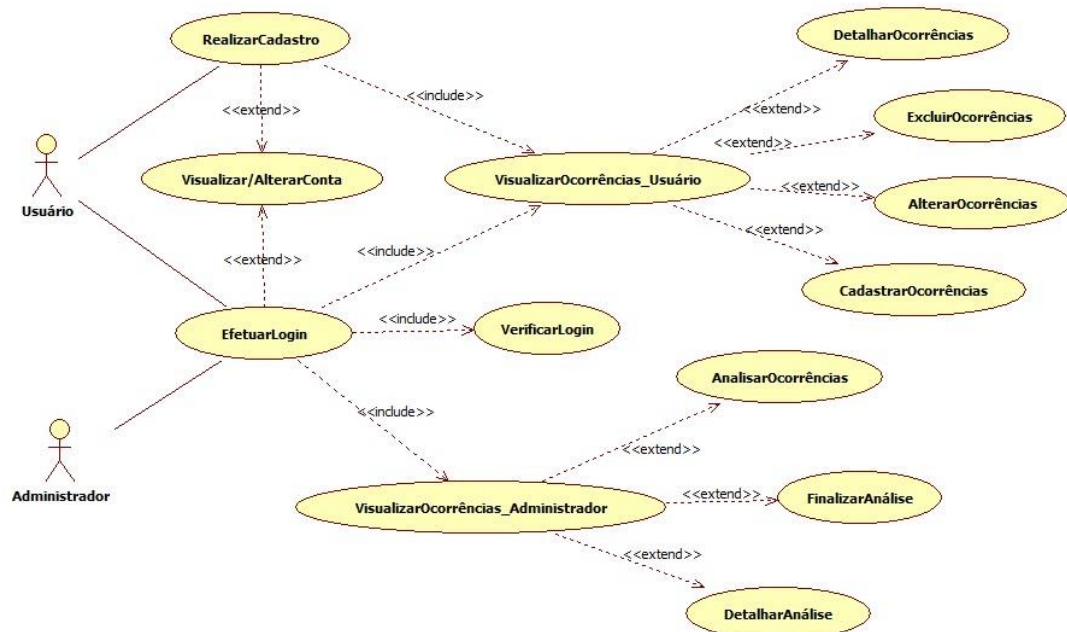 RealizarCadastro
DetalharOcorrências
<<include>>
<<extend>>
<<extend>>
ExcluirOcorrências
<<extend>>
Usuário
Visualizar/AlterarConta
VisualizarOcorrências_Usuário
<<extend>>
AlterarOcorrências
<<extend>>
<<include>>
<<extend>>
CadastrarOcorrências
EfetuarLogin
<<include>>
VerificarLogin
AnalisarOcorrências
<<include>>
<<extend>>
Administrador
VisualizarOcorrências_Administrador
<<extend>>
FinalizarAnálise
<<extend>>
DetalharAnálise